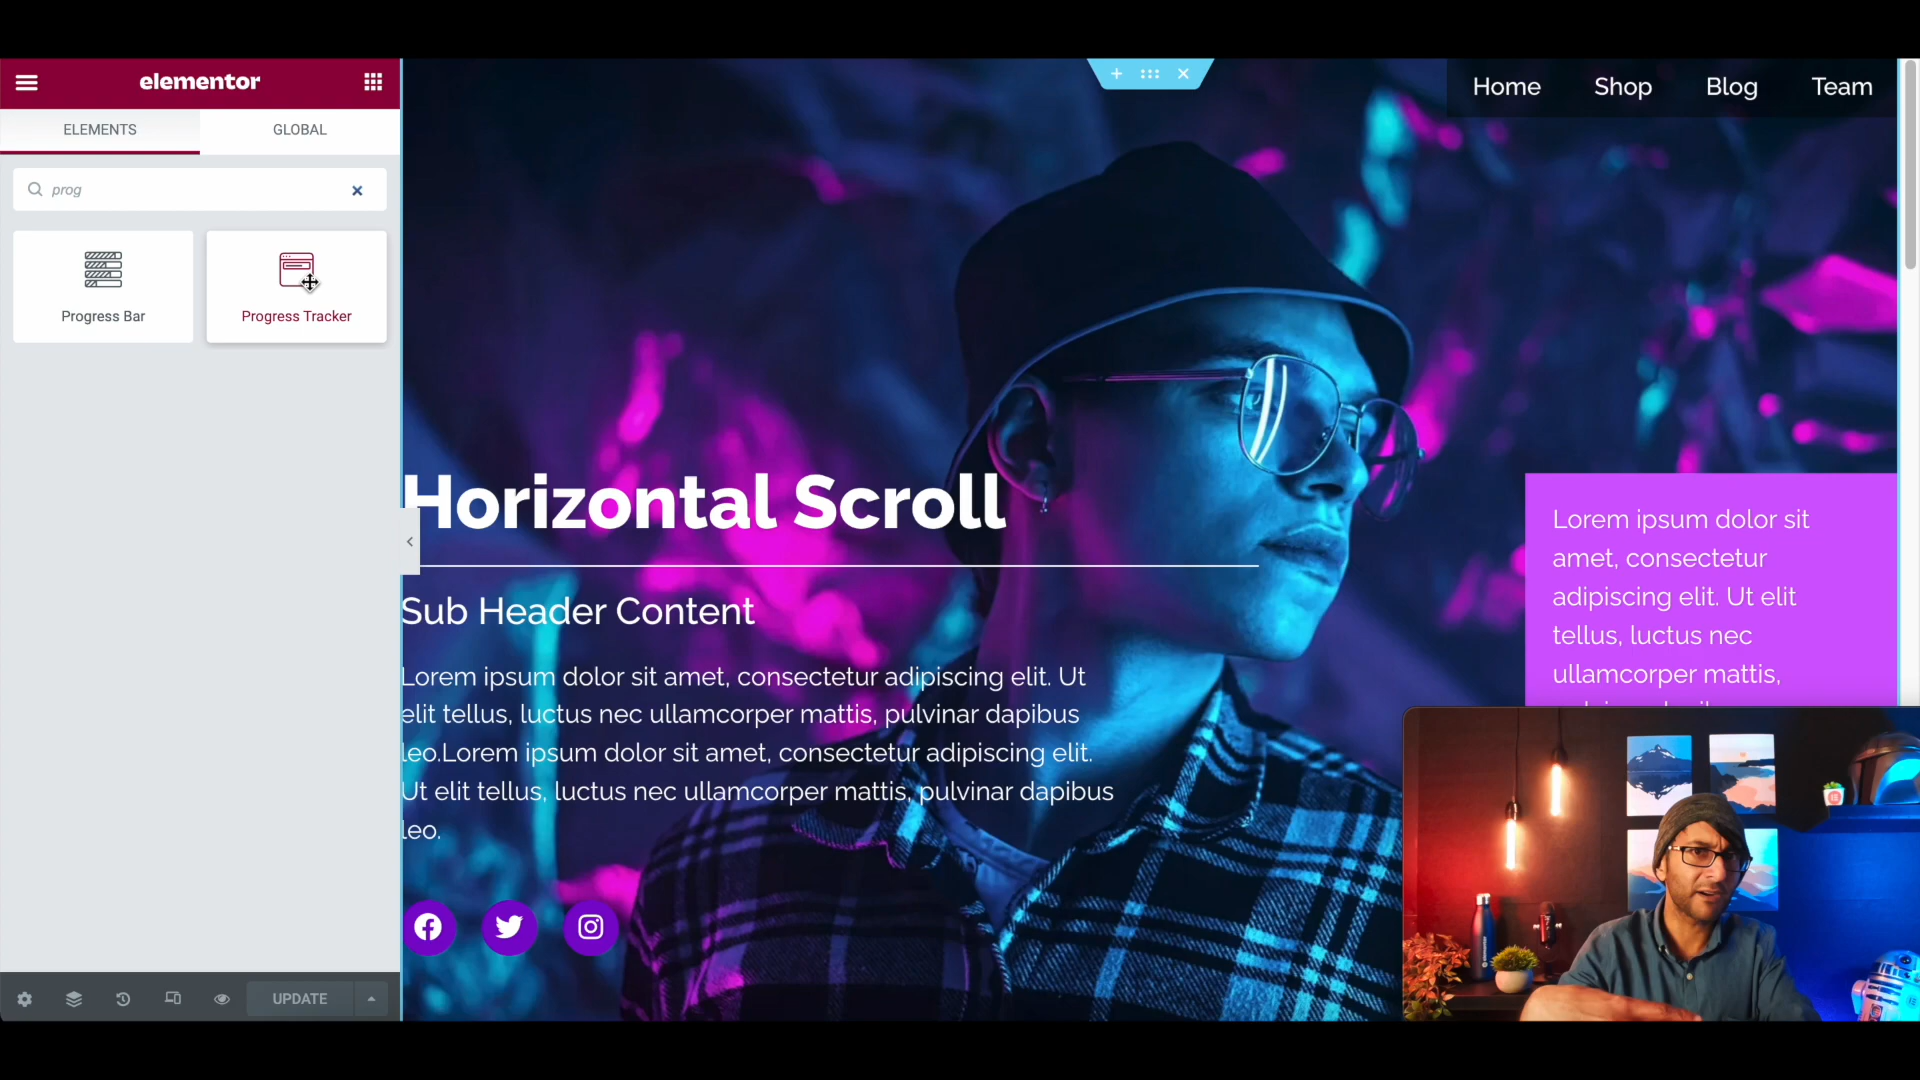 elementor
ELEMENTS
GLOBAL
prog
Progress Bar
Progress Tracker
UPDATE
Home
Shop
Blog
Team
Horizontal Scroll
Sub Header Content
Lorem ipsum dolor sit amet, consectetur adipiscing elit. Ut
elit tellus, luctus nec ullamcorper mattis, pulvinar dapibus
leo.Lorem ipsum dolor sit amet, consectetur adipiscing elit.
Ut elit tellus, luctus nec ullamcorper mattis, pulvinar dapibus
leo.
Lorem ipsum dolor sit
amet, consectetur
adipiscing elit. Ut elit
tellus, luctus nec
ullamcorper mattis,